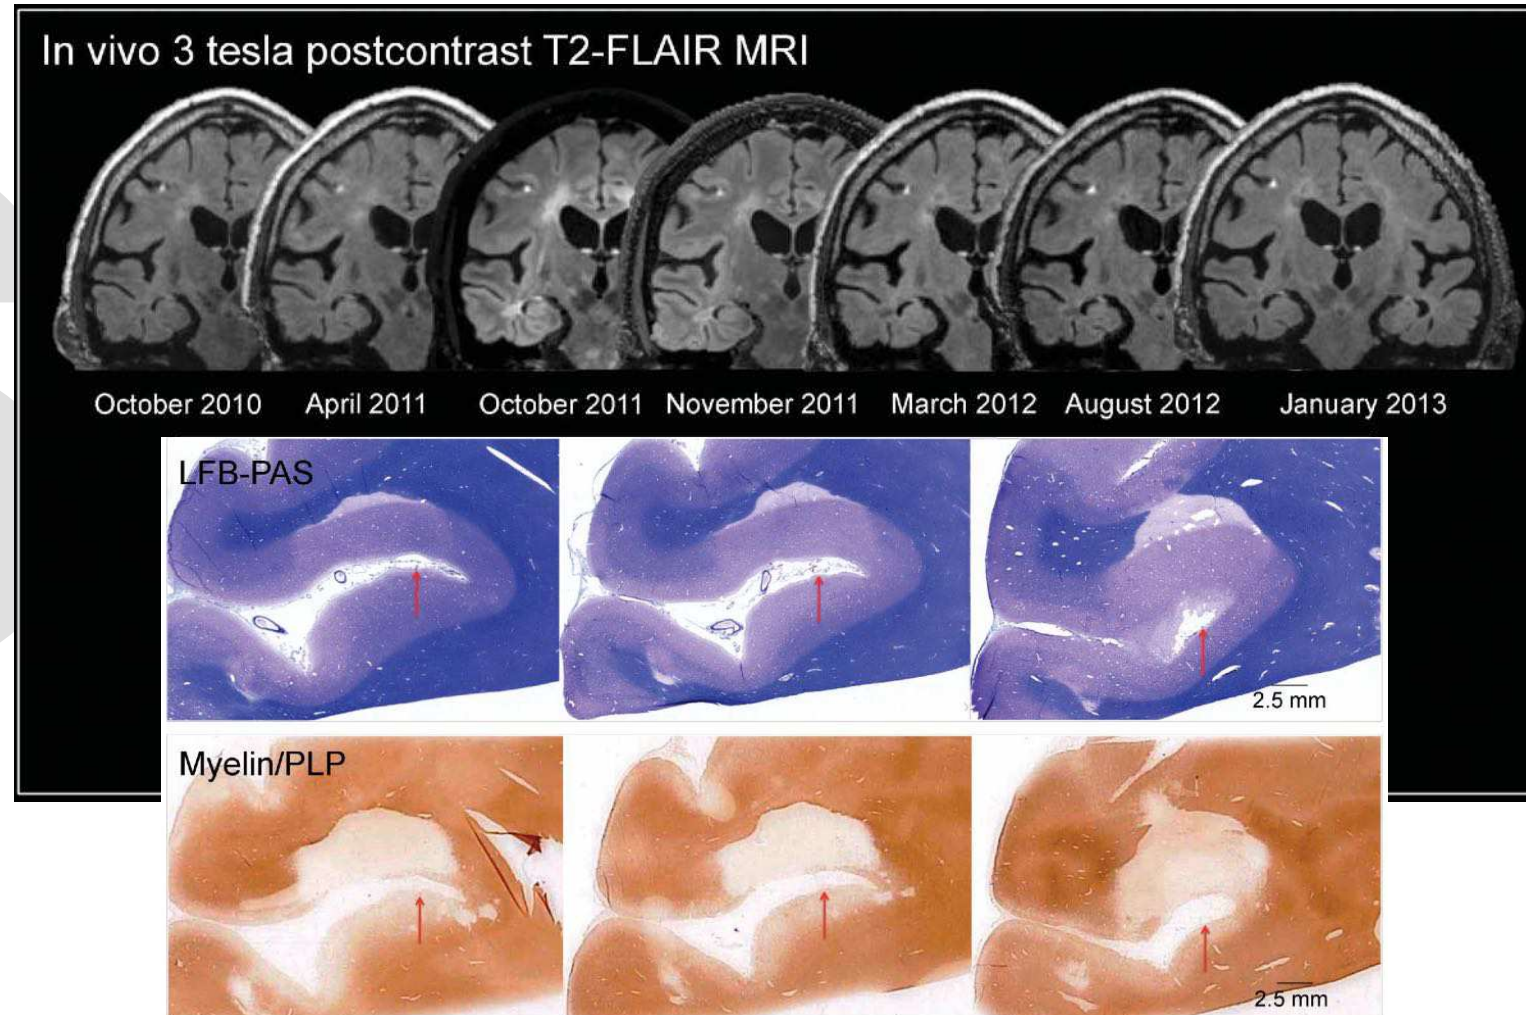 In vivo 3 tesla postcontrast T2-FLAIR MRI
October 2010 April 2011 October 2011 November 2011 March 2012 August 2012 January 2013
LFB-PAS
2.5 mm
Myelin/PLP
2.5 mm